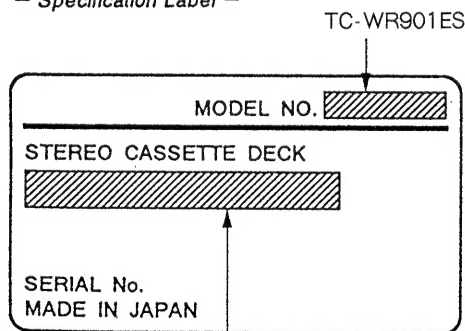 — Specification Label —
TC-WR901ES
MODEL NO.
STEREO CASSETTE DECK
SERIAL No.
MADE IN JAPAN